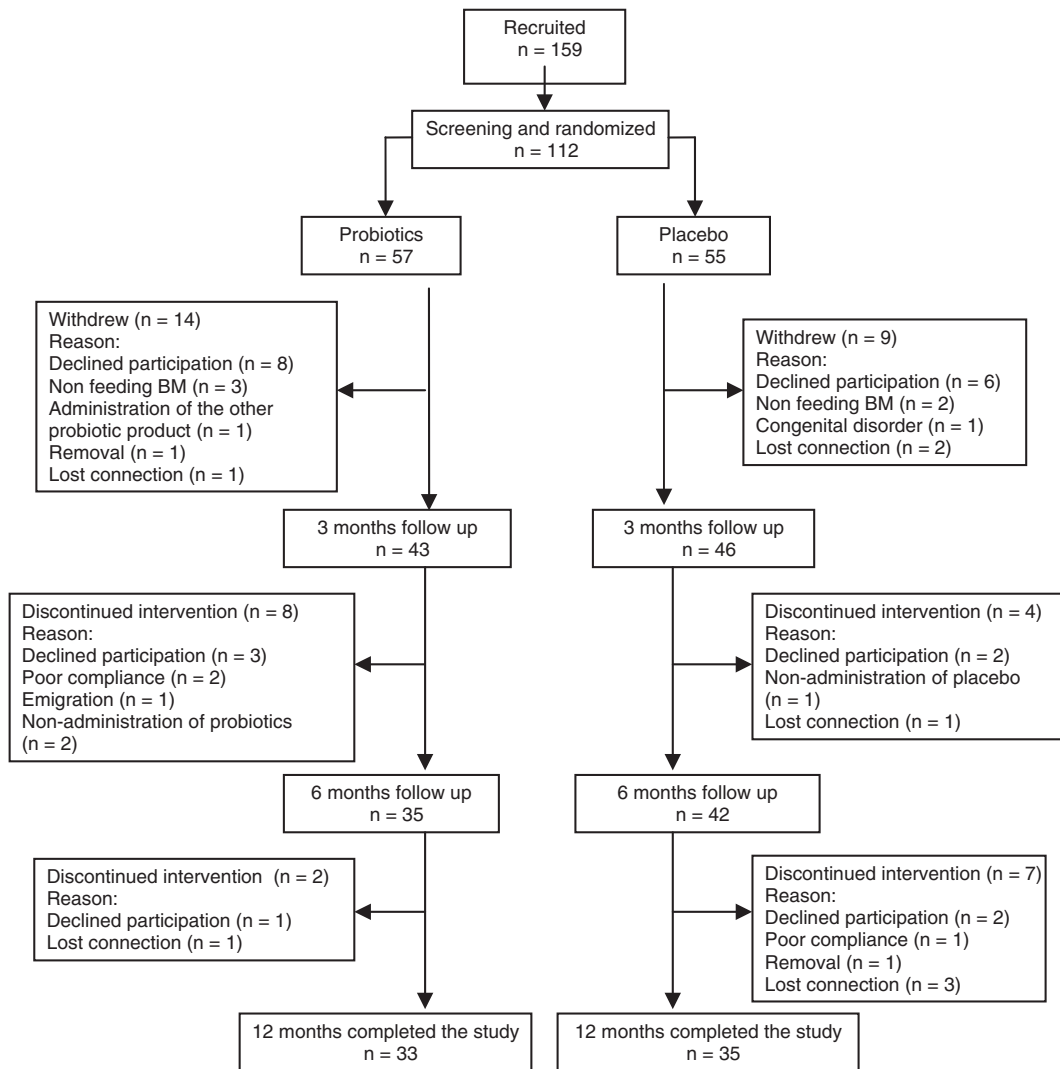 Recruited
n = 159
Screening and randomized
n = 112
Probiotics
n = 57
Placebo
n = 55
Withdrew (n = 14)
Reason:
Declined participation (n = 8)
Non feeding BM (n = 3)
Administration of the other
probiotic product (n = 1)
Removal (n = 1)
Lost connection (n = 1)
Withdrew (n = 9)
Reason:
Declined participation (n = 6)
Non feeding BM (n = 2)
Congenital disorder (n = 1)
Lost connection (n = 2)
3 months follow up
n = 43
3 months follow up
n = 46
Discontinued intervention (n = 8)
Reason:
Declined participation (n = 3)
Poor compliance (n = 2)
Emigration (n = 1)
Non-administration of probiotics
(n = 2)
Discontinued intervention (n = 4)
Reason:
Declined participation (n = 2)
Non-administration of placebo
(n = 1)
Lost connection (n = 1)
6 months follow up
n = 35
6 months follow up
n = 42
Discontinued intervention (n = 2)
Reason:
Declined participation (n = 1)
Lost connection (n = 1)
Discontinued intervention (n = 7)
Reason:
Declined participation (n = 2)
Poor compliance (n = 1)
Removal (n = 1)
Lost connection (n = 3)
12 months completed the study
n = 33
12 months completed the study
n = 35